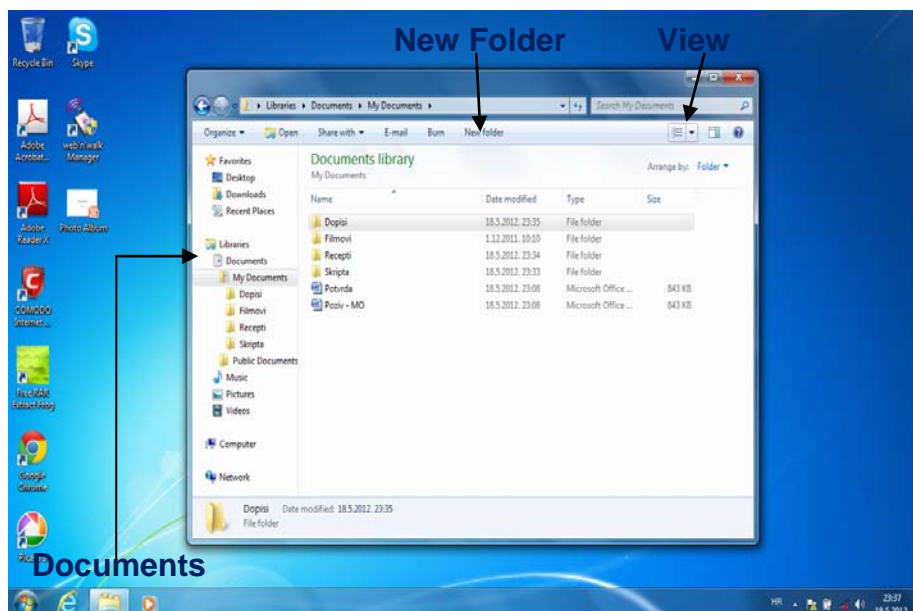 New Folder View
Recycle Bin
Skype
Libraries Documents My Documents
Search My Documents
Organize Open Share with E-mail Burn New folder
Adobe Acrobat...
web'n'walk Manager
Favorites
Desktop
Downloads
Recent Places
Documents library
My Documents
Arrange by: Folder
Name Date modified Type Size
Dopisi 18.5.2012. 23:35 File folder
Filmovi 1.12.2011. 10:10 File folder
Recepti 18.5.2012. 23:34 File folder
Skripta 18.5.2012. 23:33 File folder
Potvrda 18.5.2012. 23:08 Microsoft Office ... 843 KB
Poziv - MO 18.5.2012. 23:08 Microsoft Office ... 843 KB
Adobe Reader X
Photo Album
Libraries
Documents
My Documents
Dopisi
Filmovi
Recepti
Skripta
Public Documents
Music
Pictures
Videos
Computer
Network
COMODO Internet ...
Free RAR Extract Frog
Google Chrome
Dopisi Date modified: 18.5.2012. 23:35
File folder
Documents
HR
23:37
18.5.2012